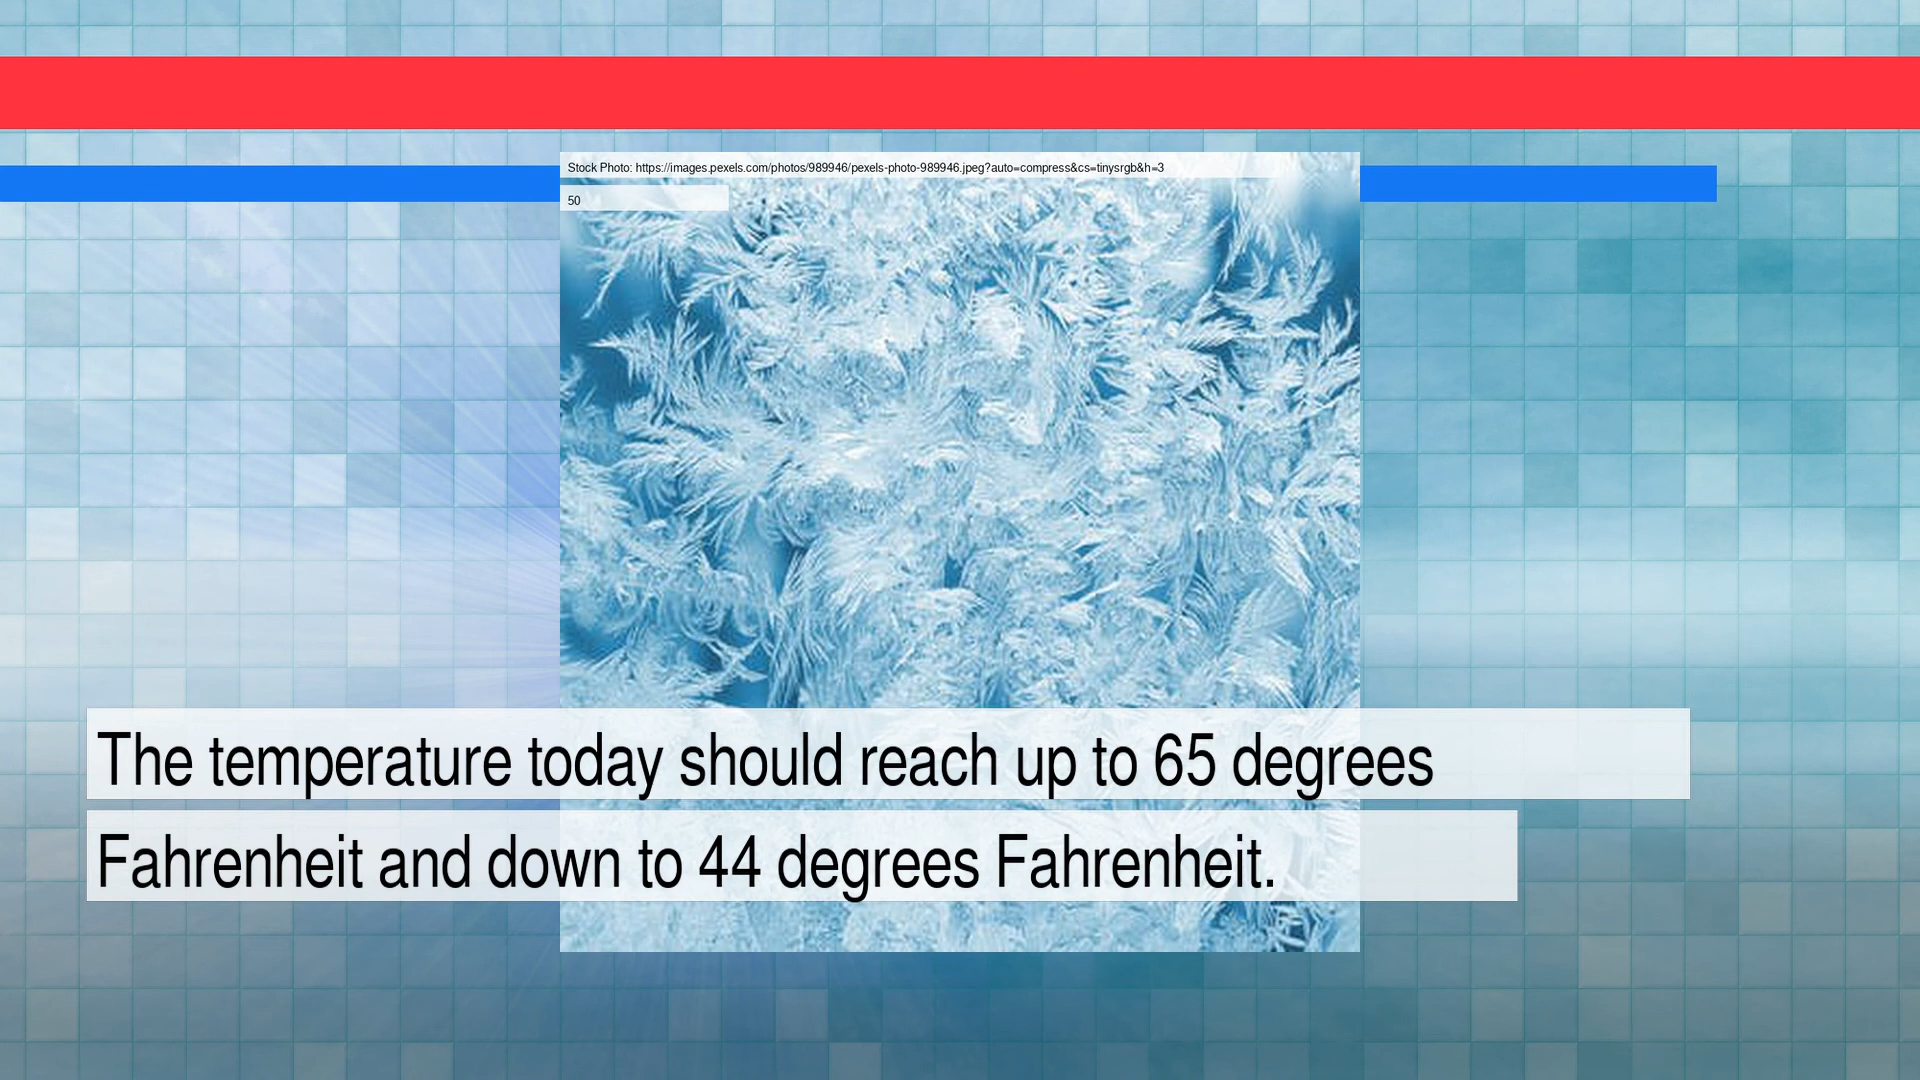 Stock Photo: https://images.pexels.com/photos/989946/pexels-photo-989946.jpeg?auto=compress&cs=tinysrgb&h=3
50
The temperature today should reach up to 65 degrees
Fahrenheit and down to 44 degrees Fahrenheit.